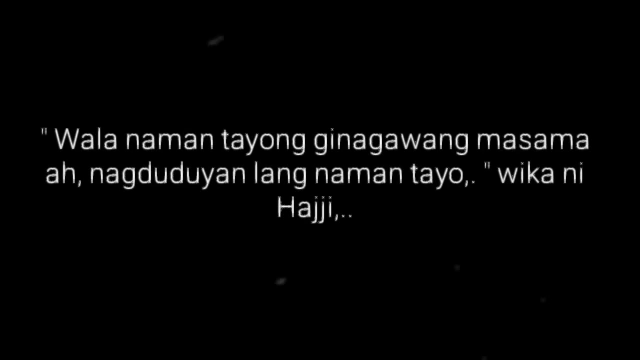 " Wala naman tayong ginagawang masama
ah, nagduduyan lang naman tayo,. " wika ni
Hajji,..